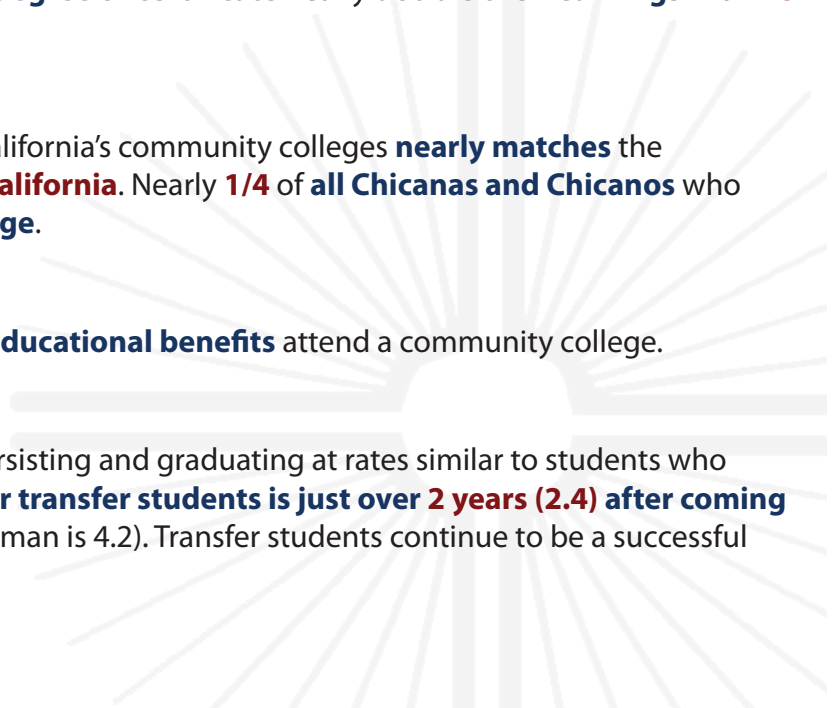 alifornia’s community colleges nearly matches the
alifornia. Nearly 1/4 of all Chicanas and Chicanos who
ge.
ducational benefits attend a community college.
rsisting and graduating at rates similar to students who
r transfer students is just over 2 years (2.4) after coming
man is 4.2). Transfer students continue to be a successful